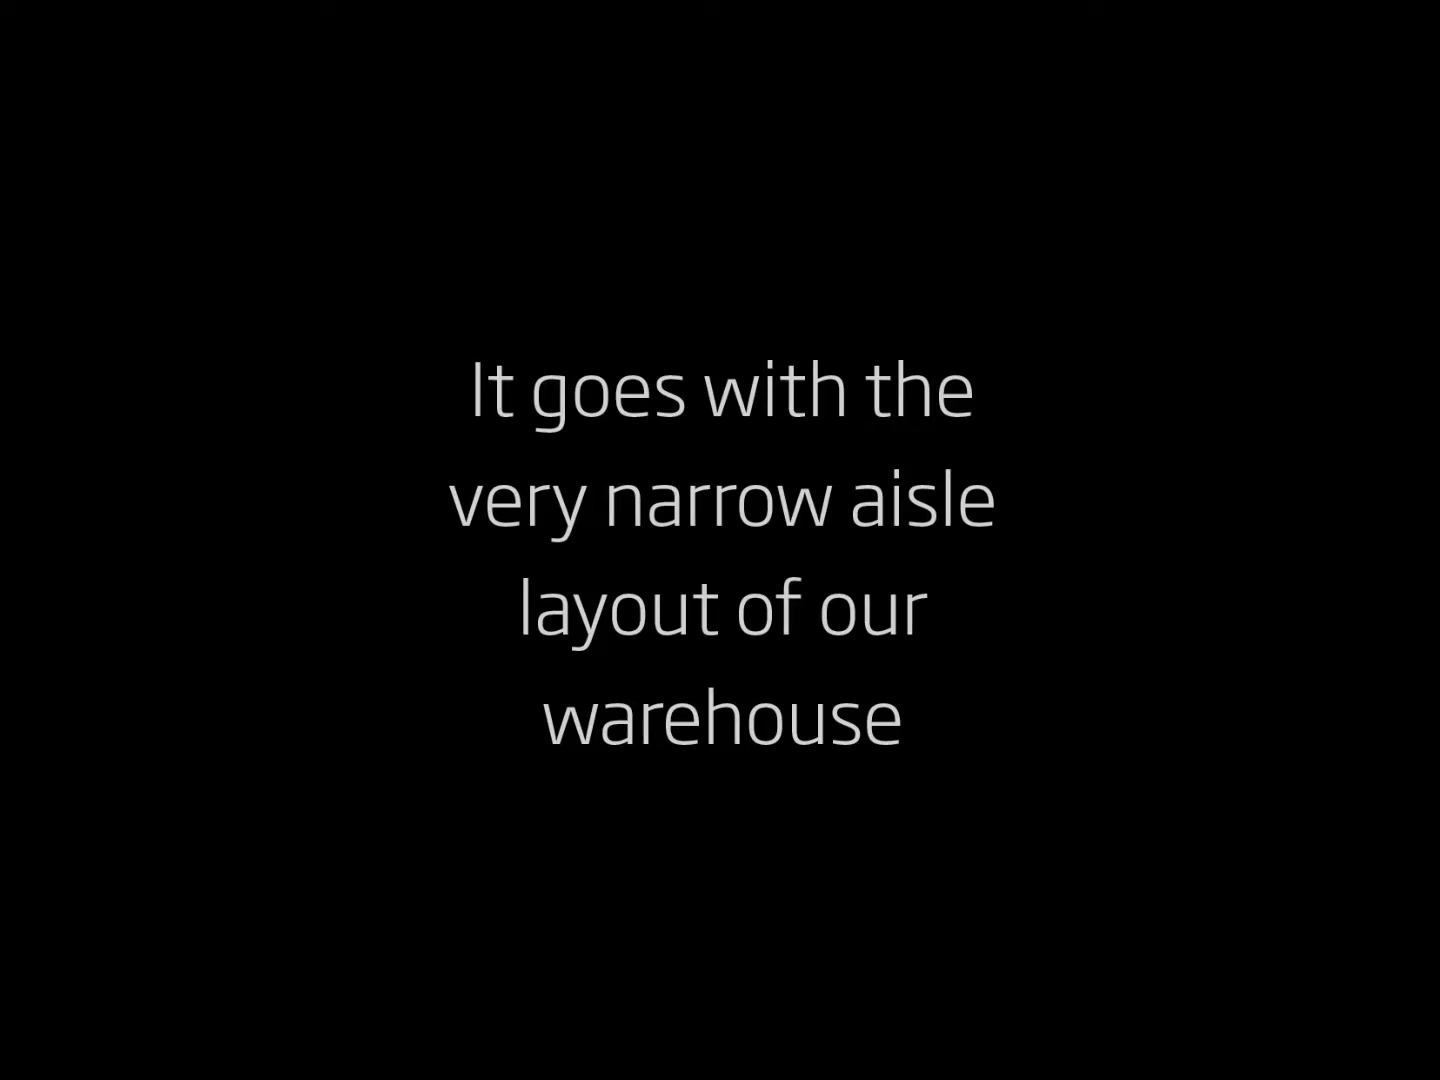 It goes with the
very narrow aisle
layout of our
warehouse